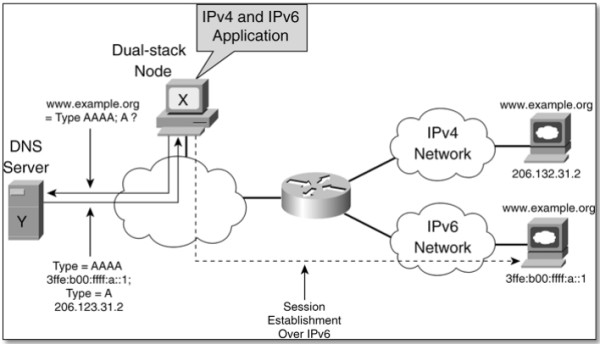 IPv4 and IPv6
Application
Dual-stack
Node
X
www.example.org
= Type AAAA; A ?
DNS
Server
Y
Type = AAAA
3ffe:b00:ffff:a::1;
Type = A
206.123.31.2
IPv4
Network
www.example.org
206.132.31.2
www.example.org
IPv6
Network
3ffe:b00:ffff:a::1
Session
Establishment
Over IPv6